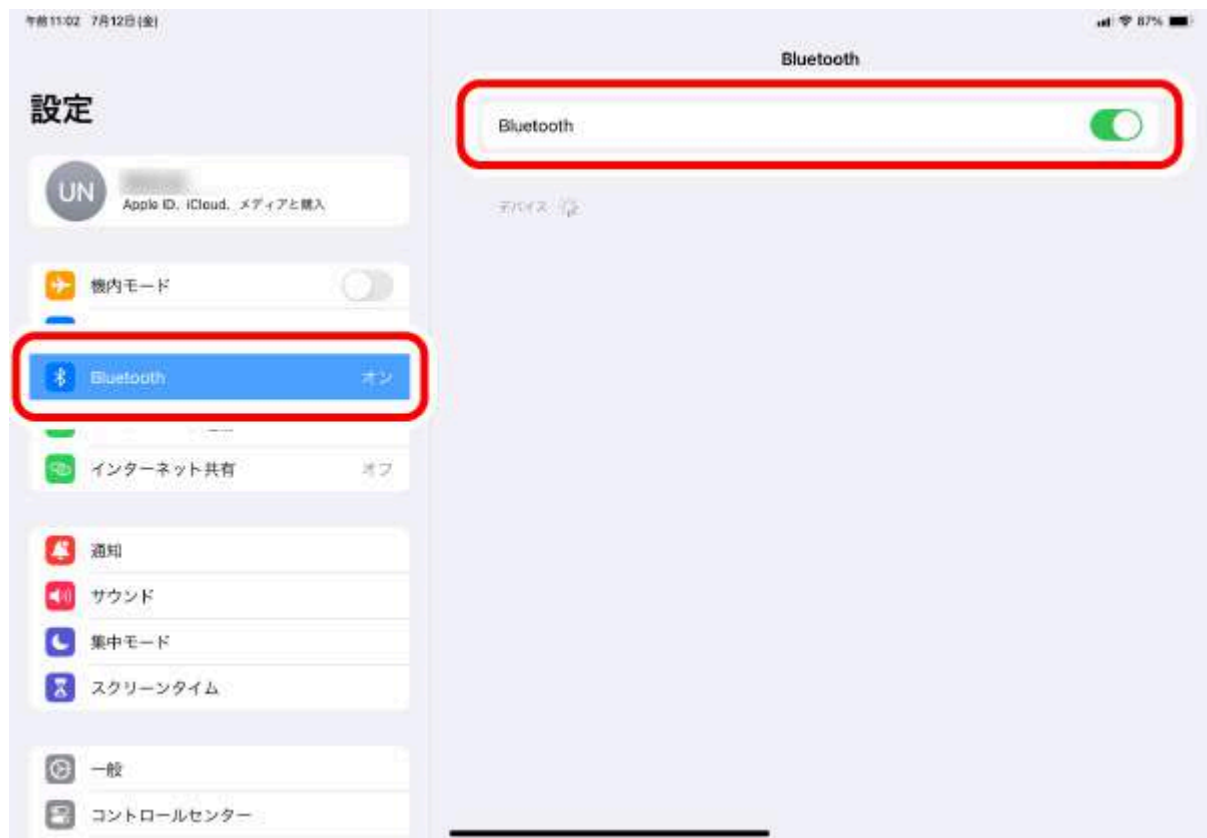 午前11:02 7月12日(金)
87%
設定
UN
Apple ID、iCloud、メディアと購入
機内モード
Bluetooth オン
インターネット共有 オフ
通知
サウンド
集中モード
スクリーンタイム
一般
コントロールセンター
Bluetooth
Bluetooth
デバイス